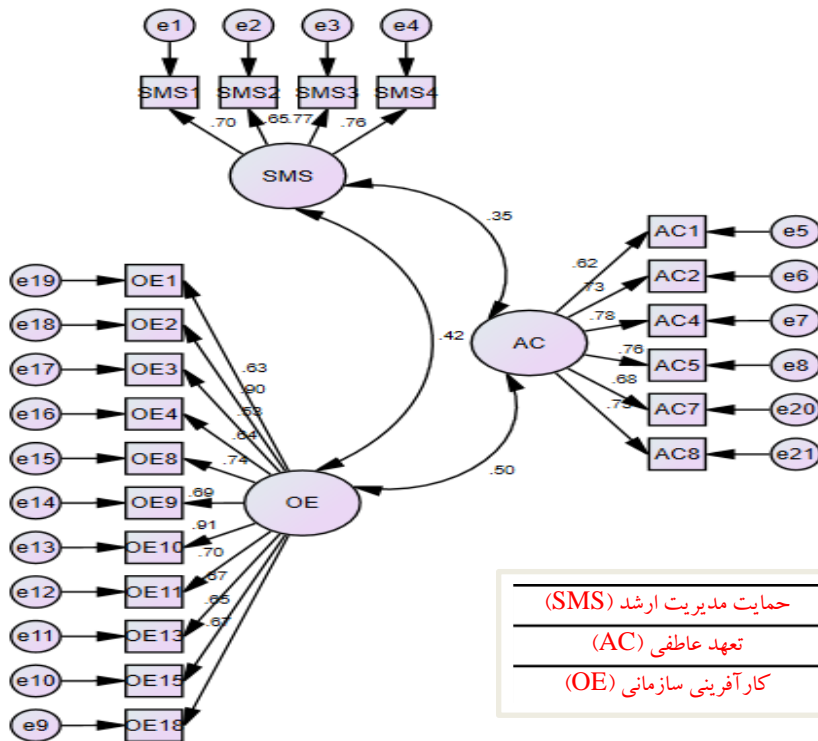 e1 e2 e3 e4
SMS1 SMS2 SMS3 SMS4
.70 .65 .77 .76
SMS
.35
.42
.50
AC
.62
.73
.78
.76
.68
AC1 e5
AC2 e6
AC4 e7
AC5 e8
AC7 e20
AC8 e21
e19 OE1
e18 OE2
e17 OE3
e16 OE4
e15 OE8
e14 OE9
e13 OE10
e12 OE11
e11 OE13
e10 OE15
e9 OE18
.63
.90
.53
.64
.74
.69
.91
.70
.67
.65
.67
OE
حمایت مدیریت ارشد (SMS)
تعهد عاطفی (AC)
کارآفرینی سازمانی (OE)